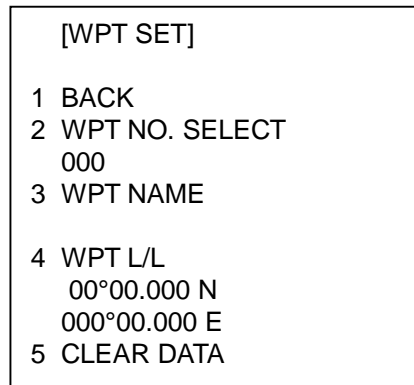 [WPT SET]
1 BACK
2 WPT NO. SELECT
000
3 WPT NAME
4 WPT L/L
00°00.000 N
000°00.000 E
5 CLEAR DATA